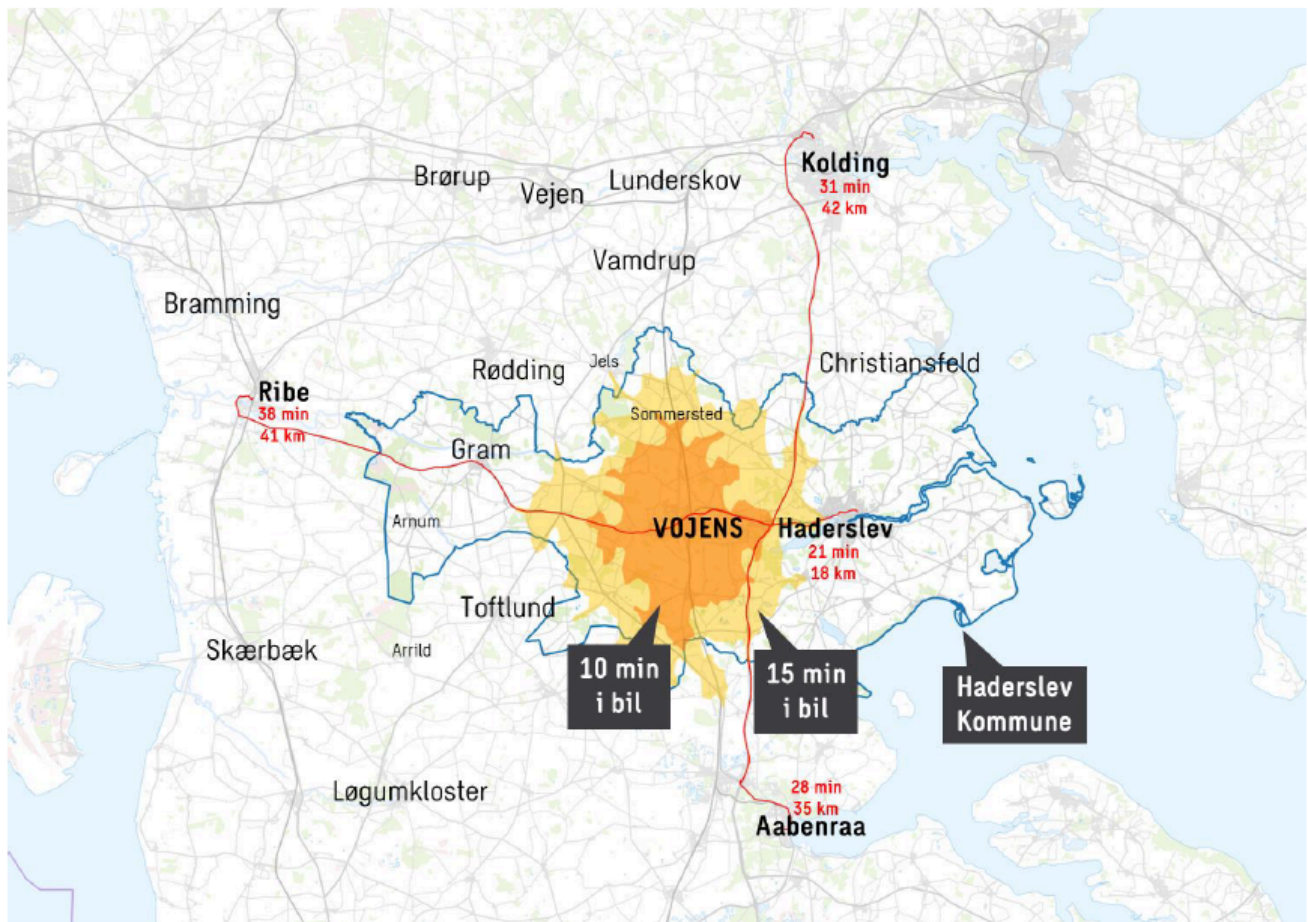 Kolding
31 min
42 km
Brørup
Vejen
Lunderskov
Vamdrup
Bramming
Rødding
Jels
Christiansfeld
Ribe
38 min
41 km
Sommersted
Gram
Arnum
VOJENS
Haderslev
21 min
18 km
Toftlund
Skærbæk
Arrild
10 min
i bil
15 min
i bil
Haderslev
Kommune
Løgumkloster
28 min
35 km
Aabenraa